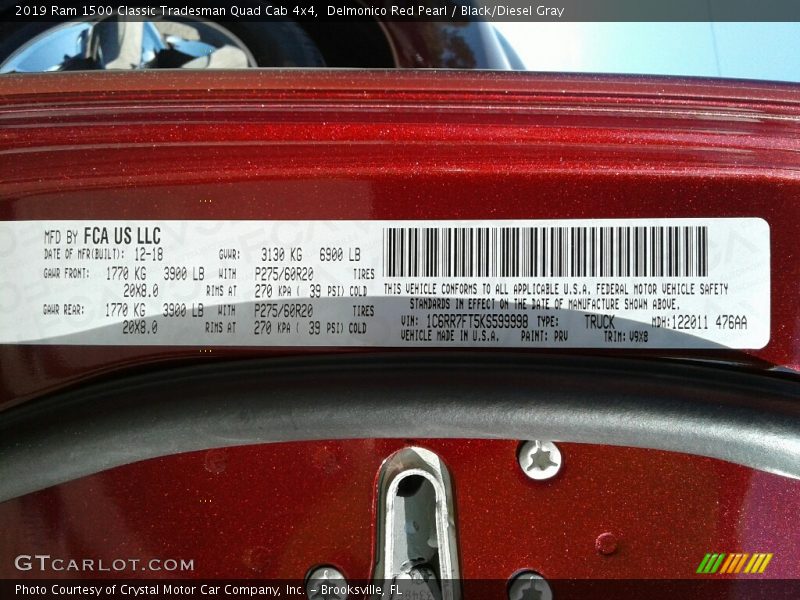 2019 Ram 1500 Classic Tradesman Quad Cab 4x4,  Delmonico Red Pearl / Black/Diesel Gray
MFD BY FCA US LLC
DATE OF MFR(BUILT): 12-18 GVWR: 3130 KG 6900 LB
GAWR FRONT: 1770 KG 3900 LB WITH P275/60R20 TIRES
20X8.0 RIMS AT 270 KPA ( 39 PSI) COLD
GAWR REAR: 1770 KG 3900 LB WITH P275/60R20 TIRES
20X8.0 RIMS AT 270 KPA ( 39 PSI) COLD
THIS VEHICLE CONFORMS TO ALL APPLICABLE U.S.A. FEDERAL MOTOR VEHICLE SAFETY
STANDARDS IN EFFECT ON THE DATE OF MANUFACTURE SHOWN ABOVE.
VIN: 1C6RR7FT5KS599998 TYPE: TRUCK MDH:122011 476AA
VEHICLE MADE IN U.S.A. PAINT: PRV TRIM: V9X8
GTCARLOT.COM
Photo Courtesy of Crystal Motor Car Company, Inc. – Brooksville, FL